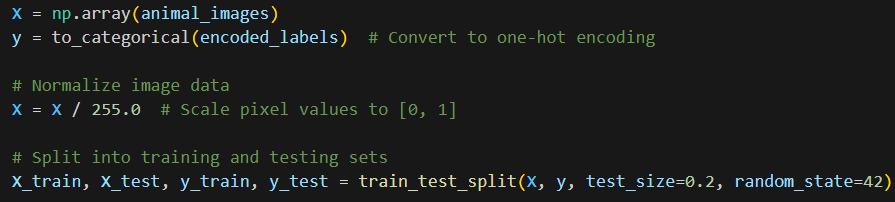 X = np.array(animal_images)
y = to_categorical(encoded_labels)  # Convert to one-hot encoding

# Normalize image data
X = X / 255.0  # Scale pixel values to [0, 1]

# Split into training and testing sets
X_train, X_test, y_train, y_test = train_test_split(X, y, test_size=0.2, random_state=42)